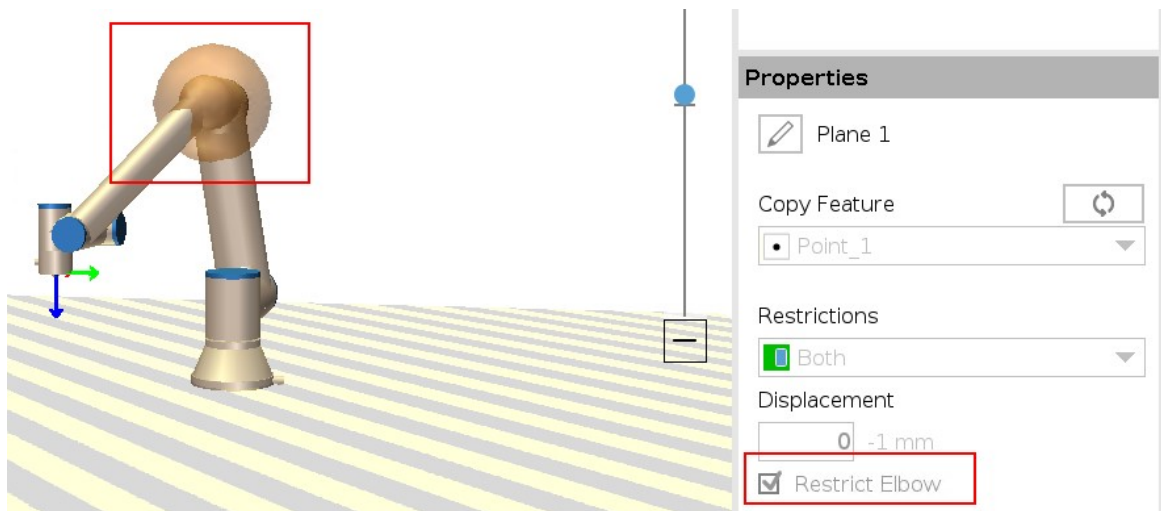 Properties
Plane 1
Copy Feature
Point_1
Restrictions
Both
Displacement
0 -1 mm
Restrict Elbow